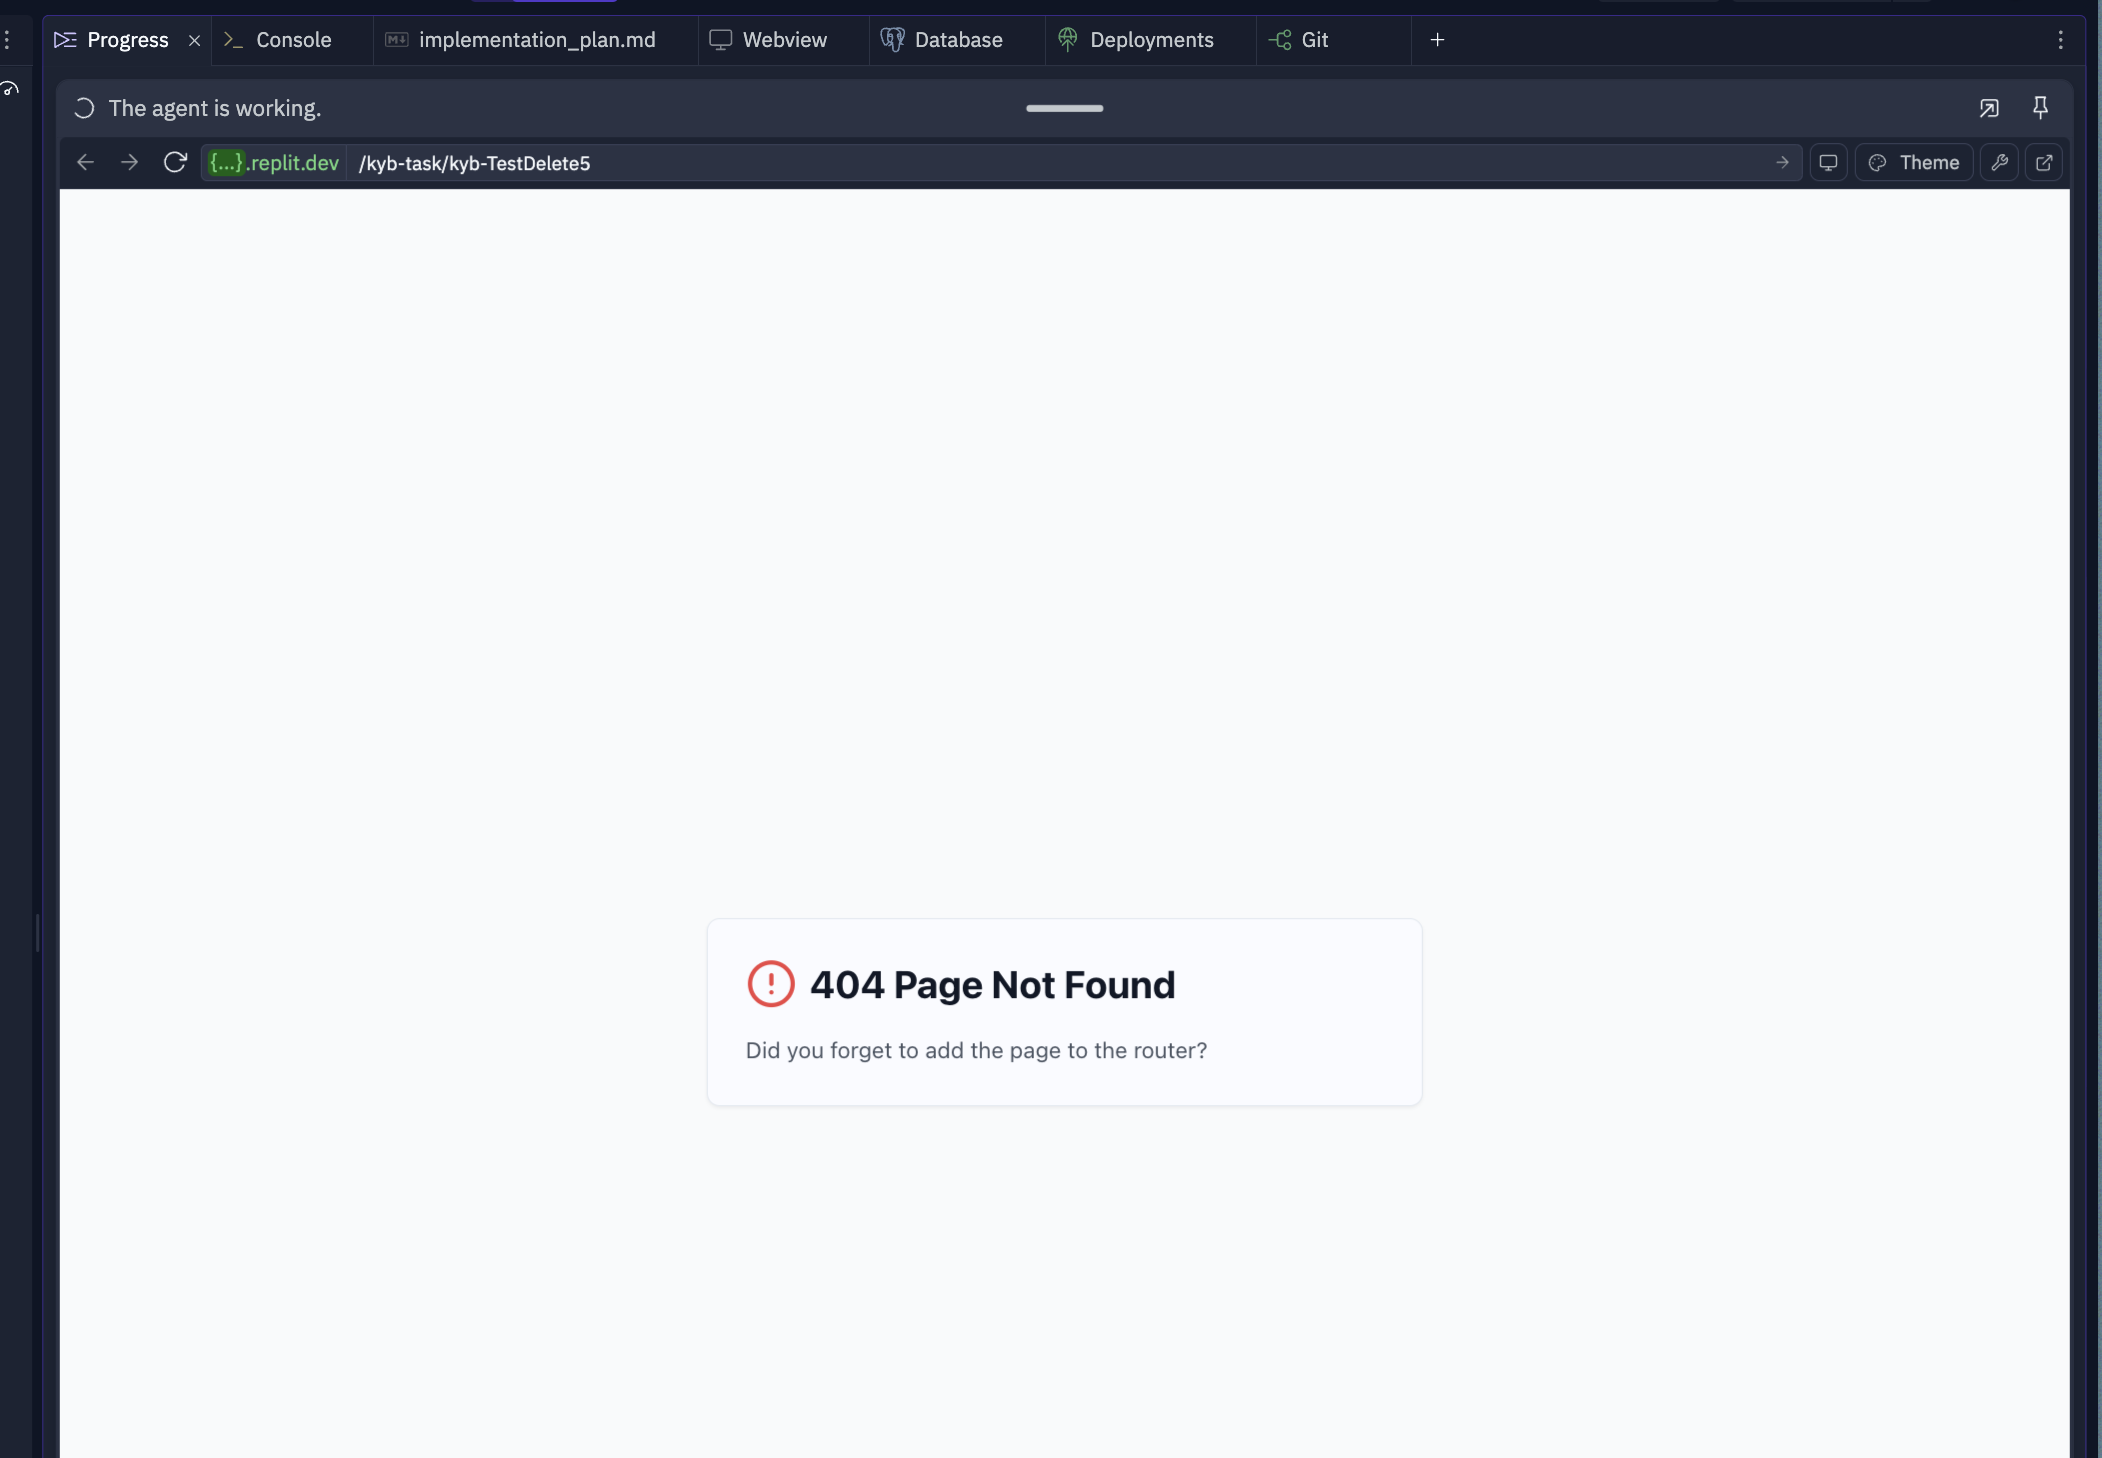 Progress
Console
implementation_plan.md
Webview
Database
Deployments
Git
The agent is working.
{...}.replit.dev /kyb-task/kyb-TestDelete5
Theme
404 Page Not Found
Did you forget to add the page to the router?